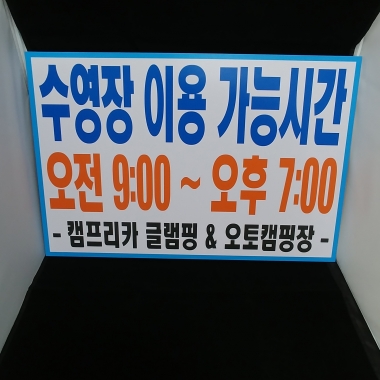 수영장 이용 가능시간
오전 9:00 ~ 오후 7:00
- 캠프리카 글램핑 & 오토캠핑장 -